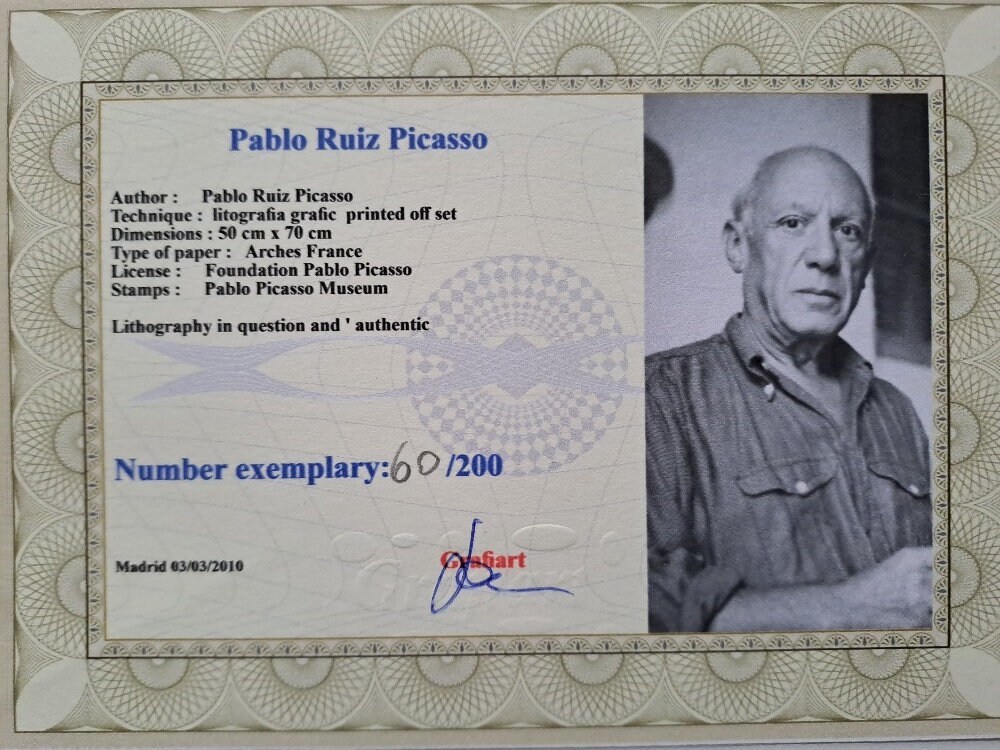 Pablo Ruiz Picasso
Author : Pablo Ruiz Picasso
Technique : litografia grafic printed off set
Dimensions : 50 cm x 70 cm
Type of paper : Arches France
License : Foundation Pablo Picasso
Stamps : Pablo Picasso Museum
Lithography in question and ' authentic
Number exemplary:60 /200
Madrid 03/03/2010
Grafiart